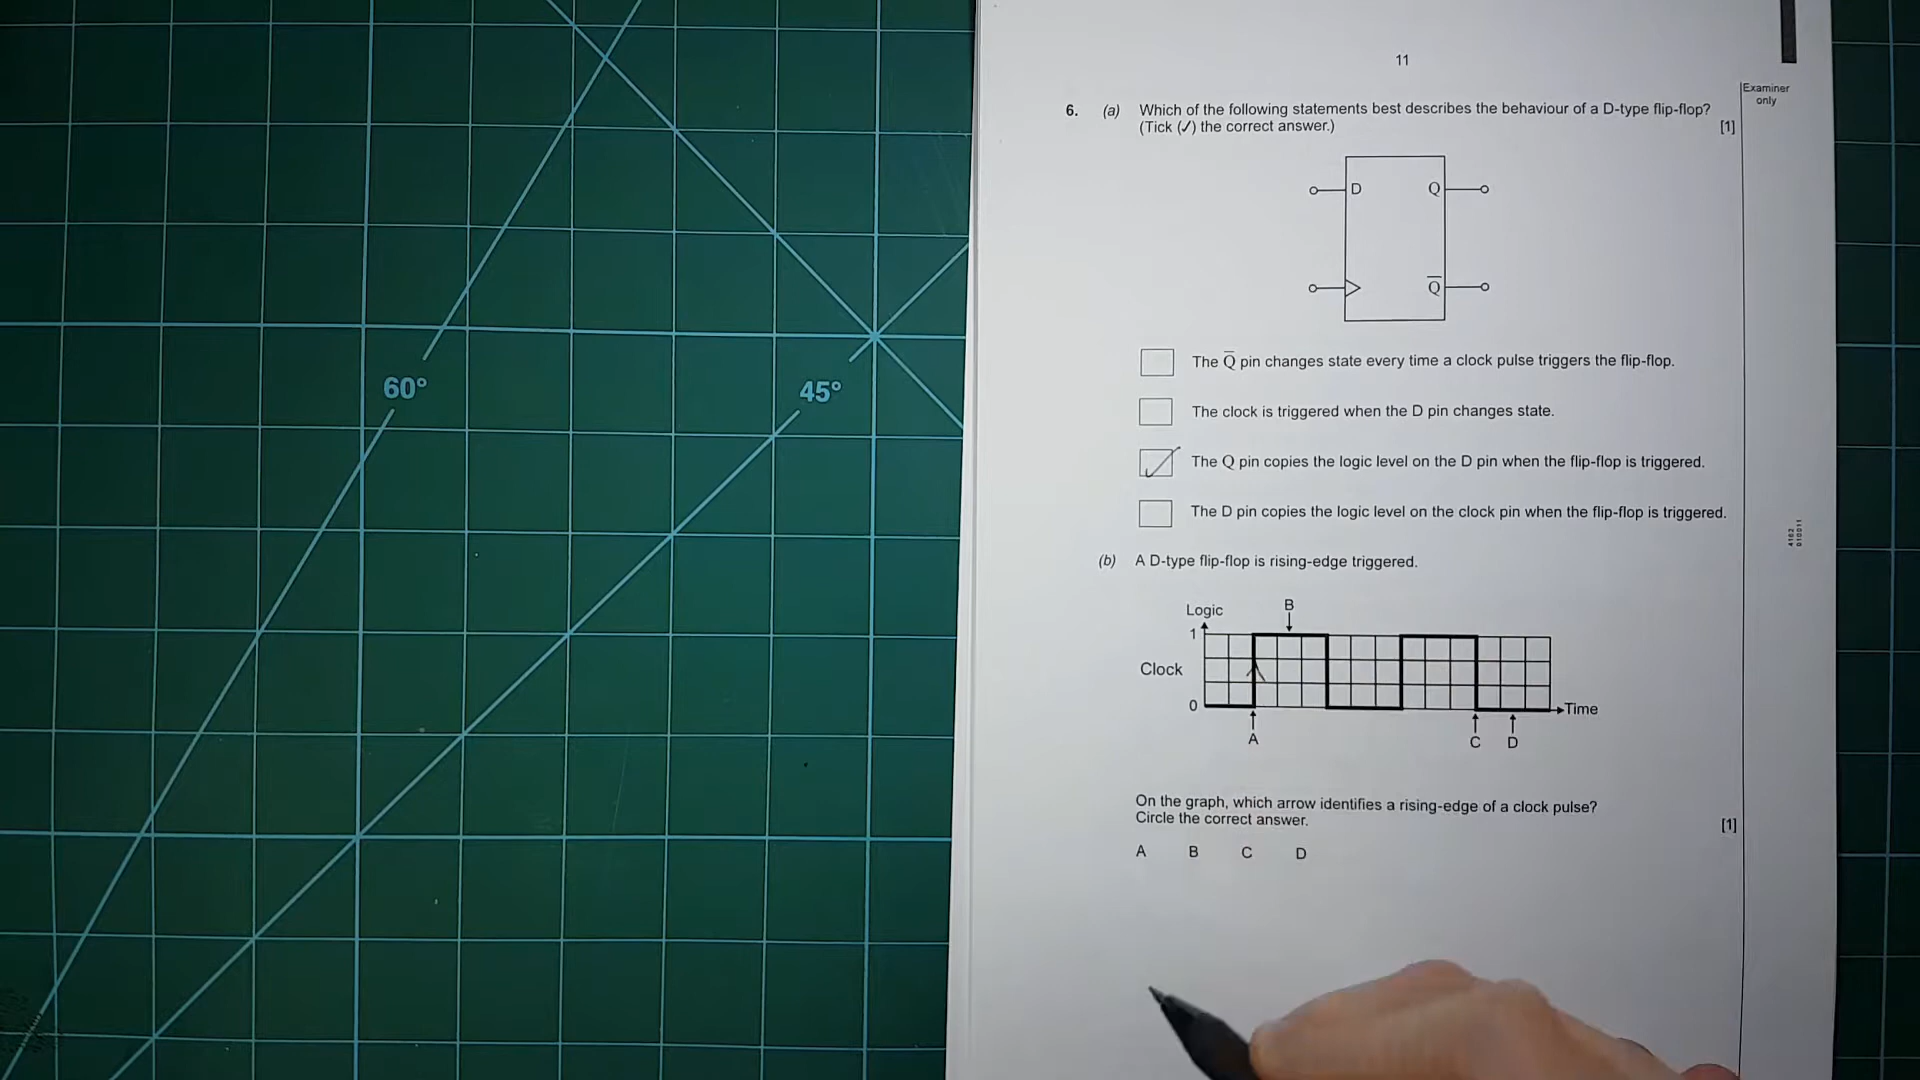 11
Examiner
only
6. (a) Which of the following statements best describes the behaviour of a D-type flip-flop?
(Tick (✓) the correct answer.) [1]
D Q
Q̅
The Q̅ pin changes state every time a clock pulse triggers the flip-flop.
The clock is triggered when the D pin changes state.
The Q pin copies the logic level on the D pin when the flip-flop is triggered.
The D pin copies the logic level on the clock pin when the flip-flop is triggered.
(b) A D-type flip-flop is rising-edge triggered.
Logic B
1
Clock
0 Time
A C D
On the graph, which arrow identifies a rising-edge of a clock pulse?
Circle the correct answer. [1]
A B C D
60°
45°
4162
010011